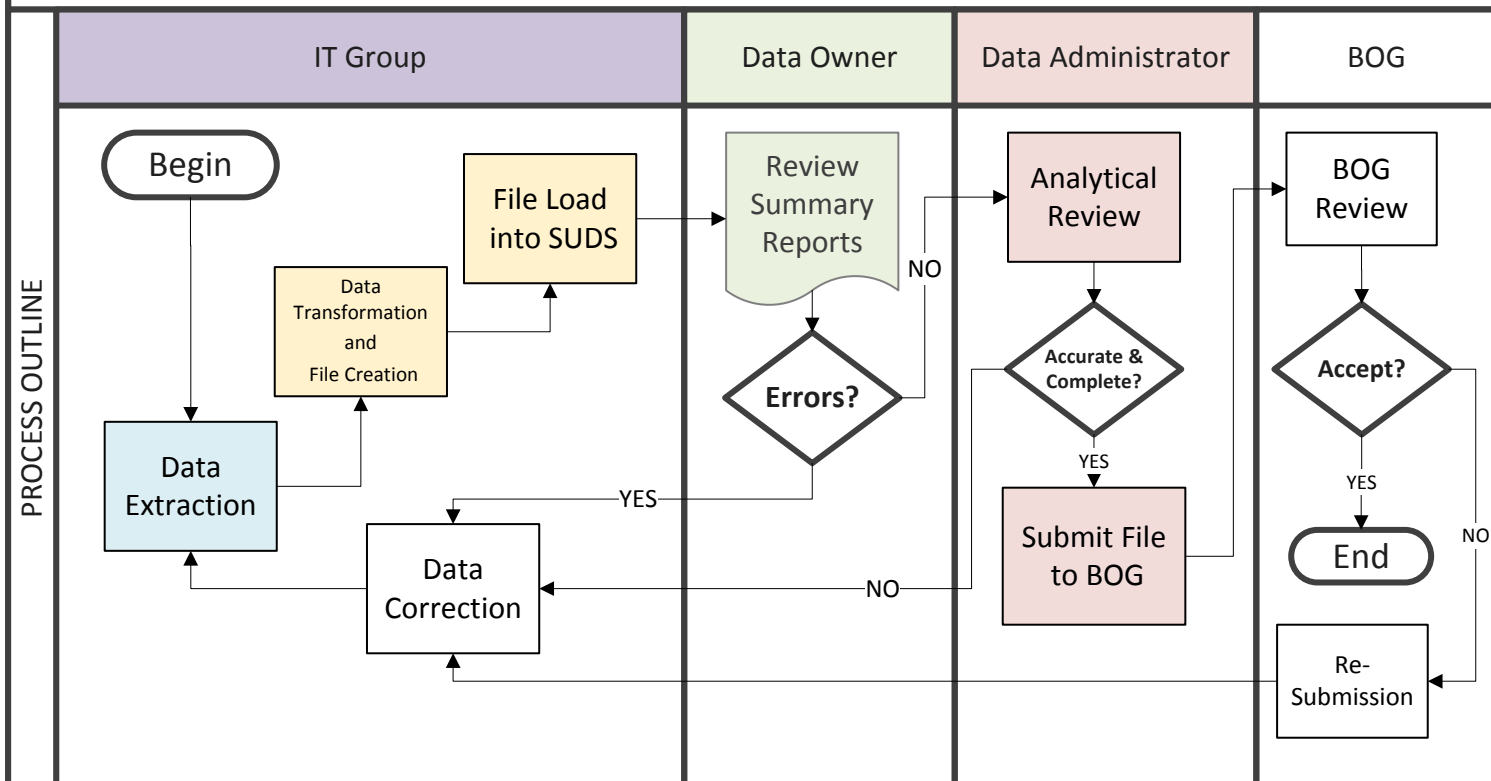 IT Group
Data Owner
Data Administrator
BOG
PROCESS OUTLINE
Begin
Data
Extraction
Data
Transformation
and
File Creation
File Load
into SUDS
Data
Correction
Review
Summary
Reports
Errors?
NO
YES
Analytical
Review
Accurate &
Complete?
YES
NO
Submit File
to BOG
BOG
Review
Accept?
YES
NO
End
Re-
Submission